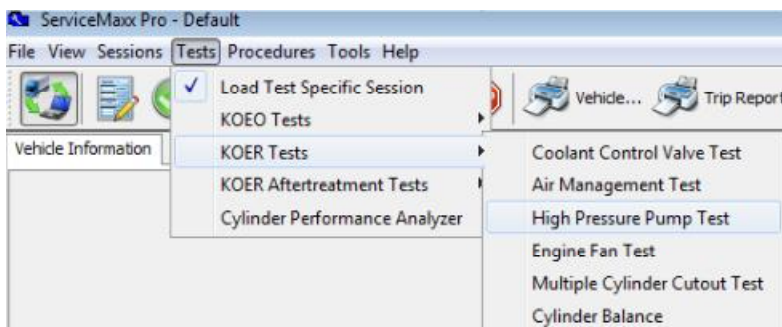 ServiceMaxx Pro - Default
File View Sessions Tests Procedures Tools Help
Vehicle... Trip Report
Load Test Specific Session
KOEO Tests
Vehicle Information
KOER Tests
KOER Aftertreatment Tests
Cylinder Performance Analyzer
Coolant Control Valve Test
Air Management Test
High Pressure Pump Test
Engine Fan Test
Multiple Cylinder Cutout Test
Cylinder Balance